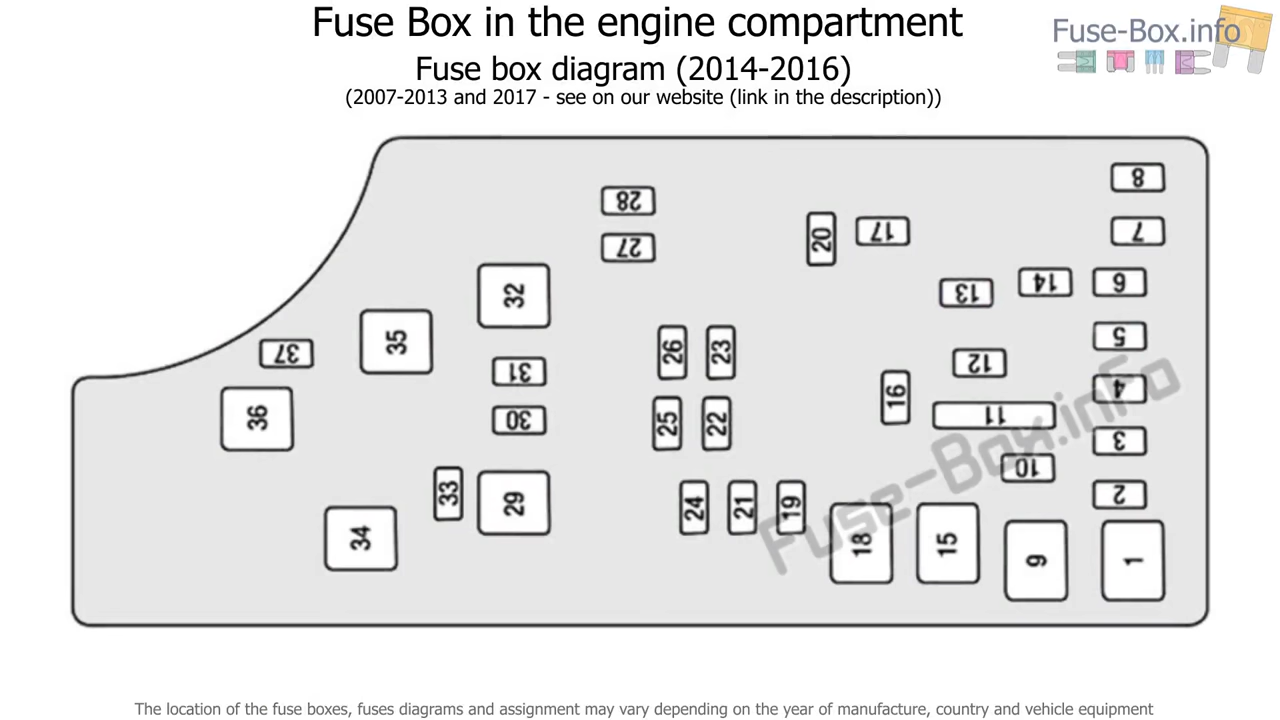 Fuse Box in the engine compartment
Fuse box diagram (2014-2016)
(2007-2013 and 2017 - see on our website (link in the description))
Fuse-Box.info
8
28
20 17 7
27
32 13 14 6
35 5
37 26 23 12
31 4
36 30 25 22 16 11 3
10
33 29 24 21 19 2
34 18 15 9 1
Fuse-Box.info
The location of the fuse boxes, fuses diagrams and assignment may vary depending on the year of manufacture, country and vehicle equipment